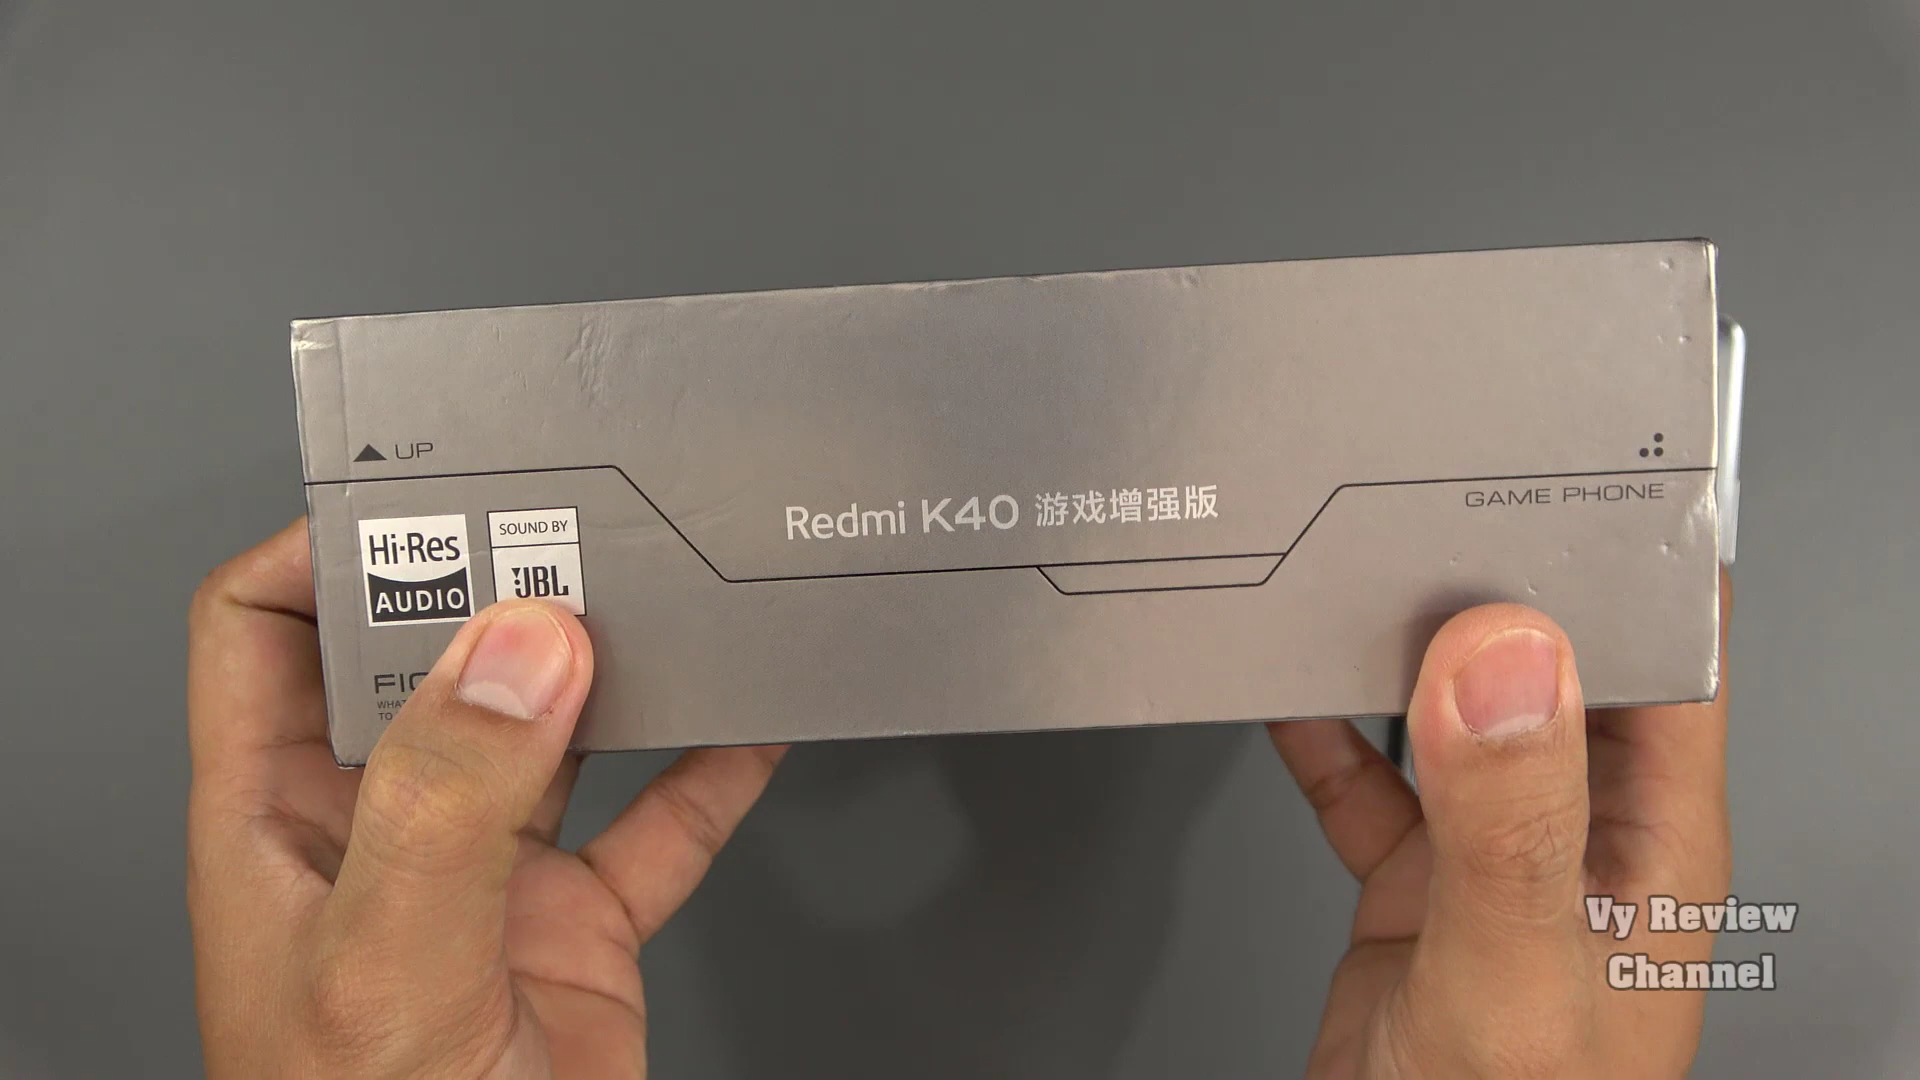 UP
Redmi K40 游戏增强版
GAME PHONE
Hi-Res
AUDIO
SOUND BY
JBL
TO
Vy Review
Channel